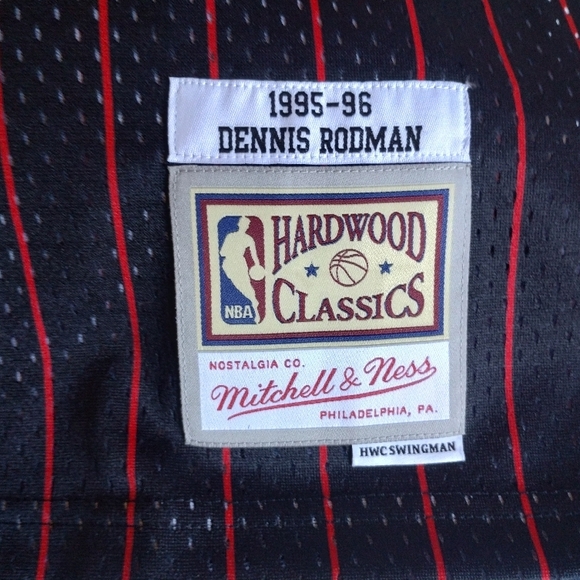 1995-96
DENNIS RODMAN
HARDWOOD
CLASSICS
NBA
NOSTALGIA CO.
Mitchell & Ness
PHILADELPHIA, PA.
HWC SWINGMAN